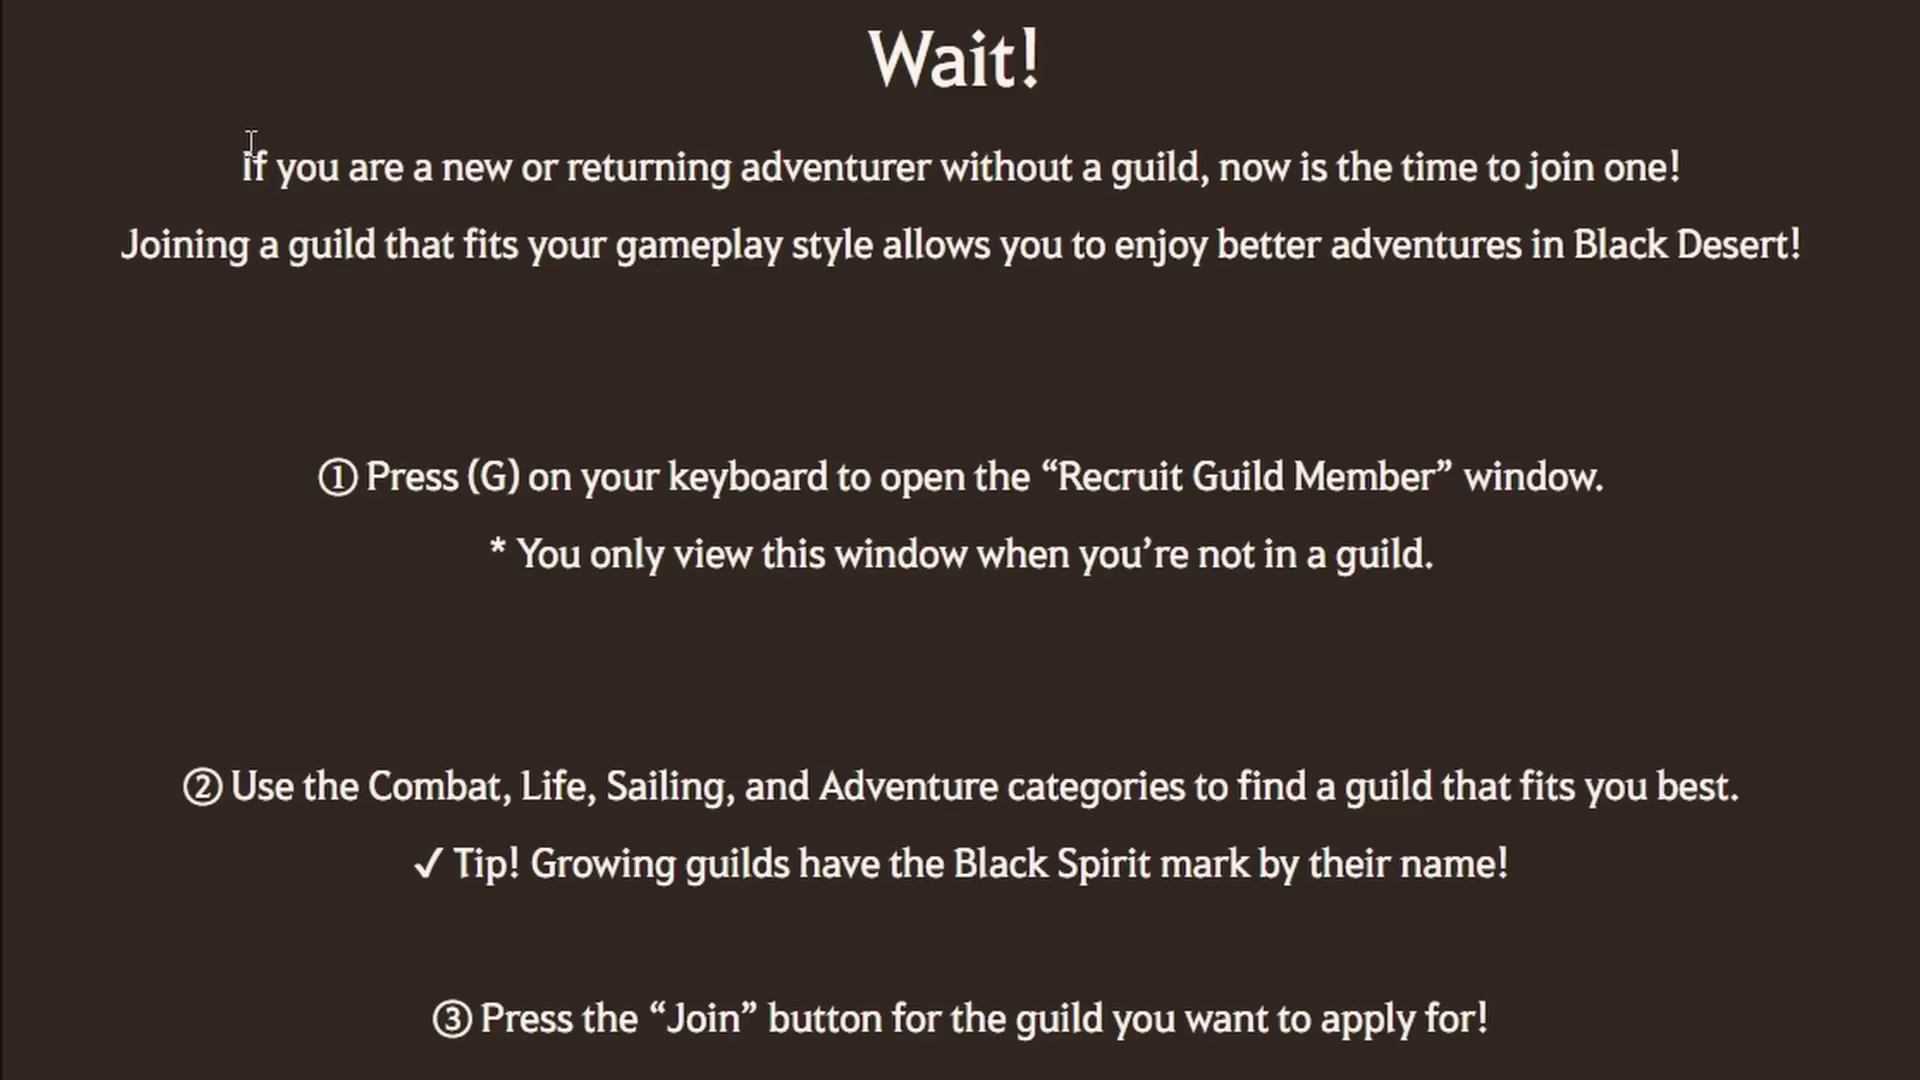 Wait!
If you are a new or returning adventurer without a guild, now is the time to join one!
Joining a guild that fits your gameplay style allows you to enjoy better adventures in Black Desert!
① Press (G) on your keyboard to open the “Recruit Guild Member” window.
* You only view this window when you’re not in a guild.
② Use the Combat, Life, Sailing, and Adventure categories to find a guild that fits you best.
✓ Tip! Growing guilds have the Black Spirit mark by their name!
③ Press the “Join” button for the guild you want to apply for!